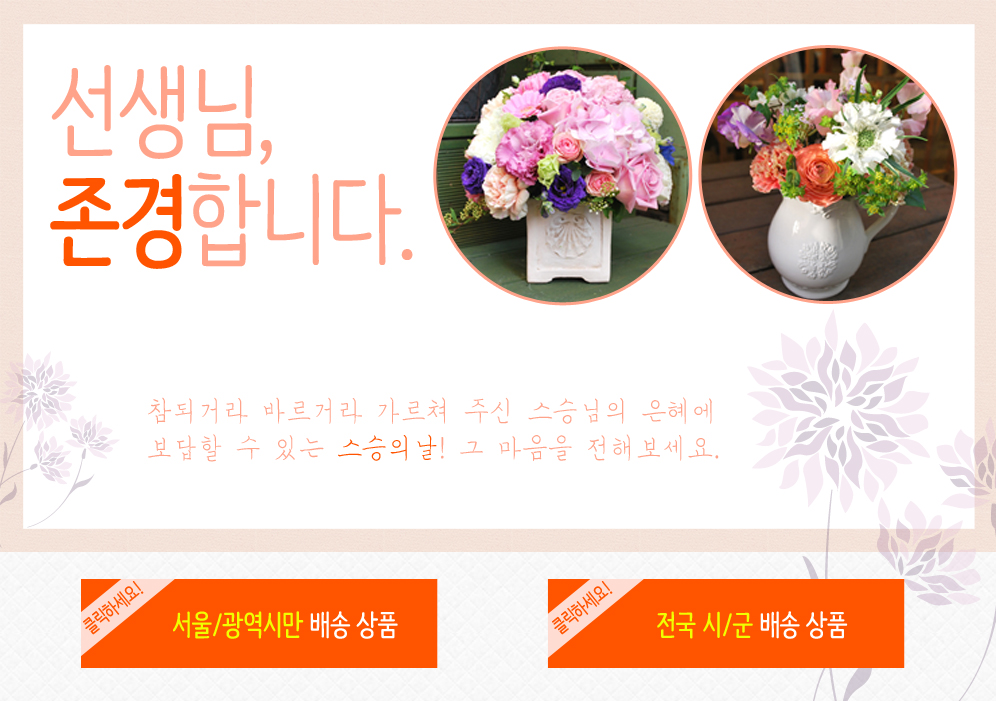 선생님,
존경합니다.
참되거라 바르거라 가르쳐 주신 스승님의 은혜에
보답할 수 있는 스승의날! 그 마음을 전해보세요.
클릭하세요!
서울/광역시만 배송 상품
클릭하세요!
전국 시/군 배송 상품